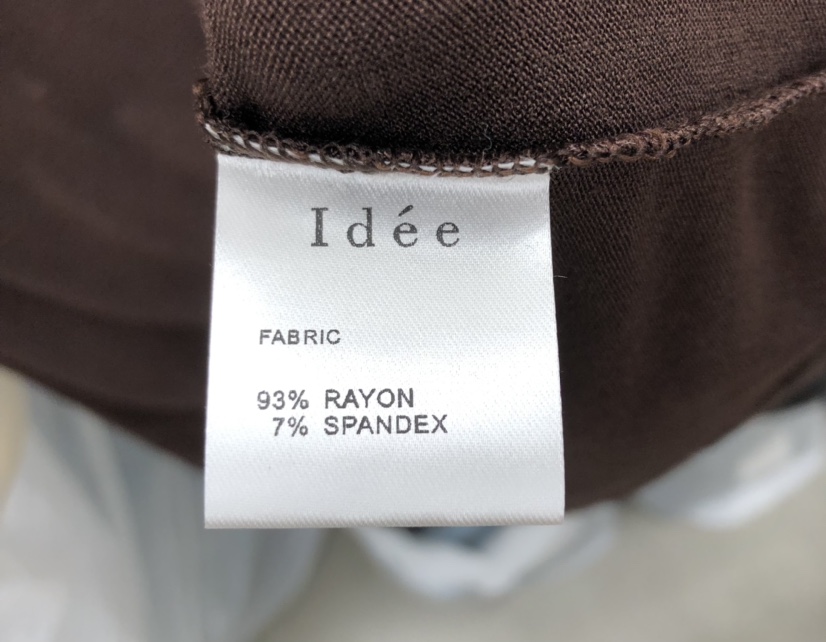 Idée
FABRIC
93% RAYON
7% SPANDEX